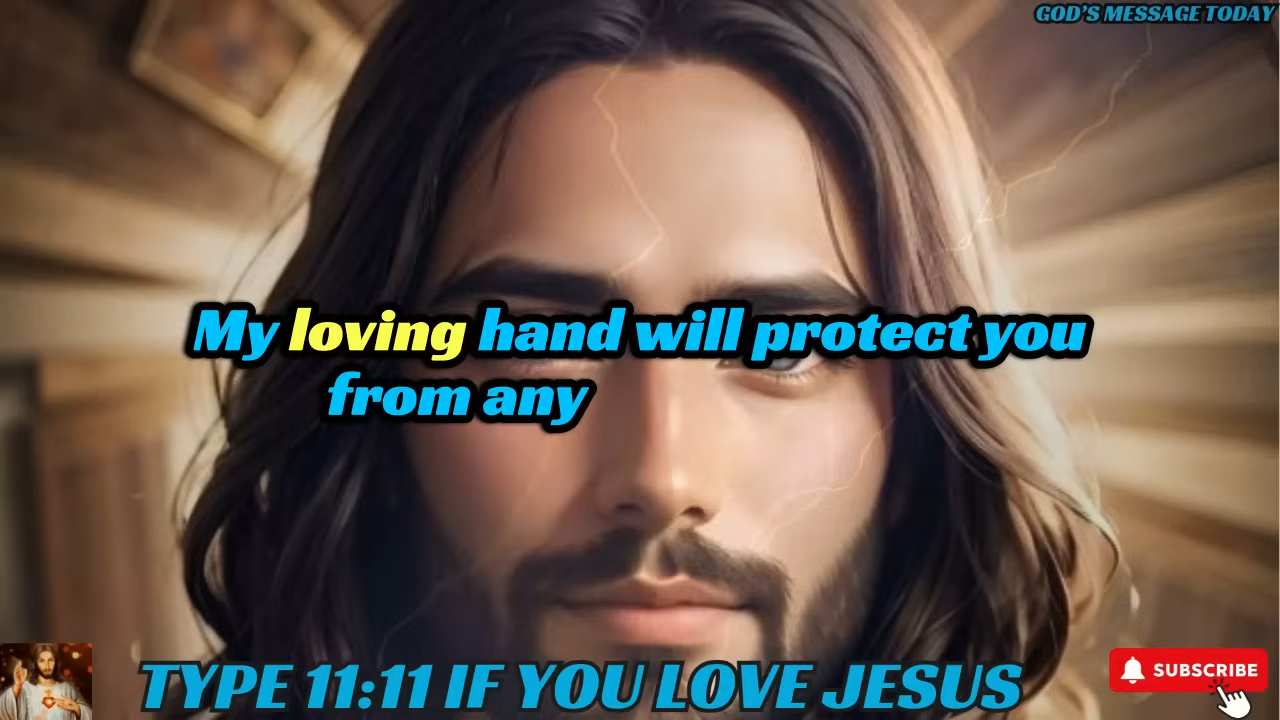 GOD'S MESSAGE TODAY
My loving hand will protect you
from any
TYPE 11:11 IF YOU LOVE JESUS
SUBSCRIBE